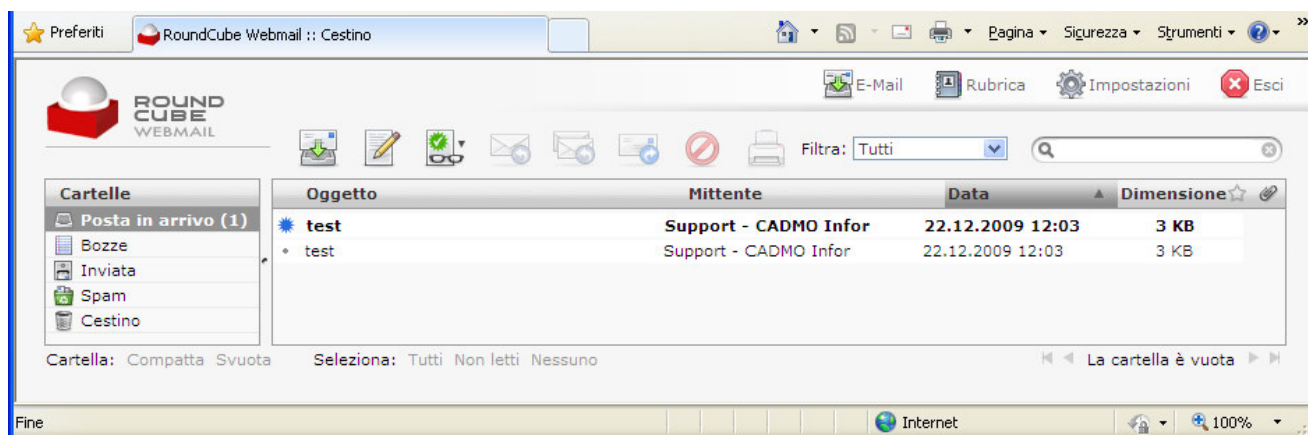 Preferiti RoundCube Webmail :: Cestino Pagina Sicurezza Strumenti »
E-Mail Rubrica Impostazioni Esci
ROUND
CUBE
WEBMAIL
Filtra: Tutti
Cartelle Oggetto Mittente Data Dimensione
Posta in arrivo (1) test Support - CADMO Infor 22.12.2009 12:03 3 KB
Bozze test Support - CADMO Infor 22.12.2009 12:03 3 KB
Inviata
Spam
Cestino
Cartella: Compatta Svuota Seleziona: Tutti Non letti Nessuno La cartella è vuota
Fine Internet 100%